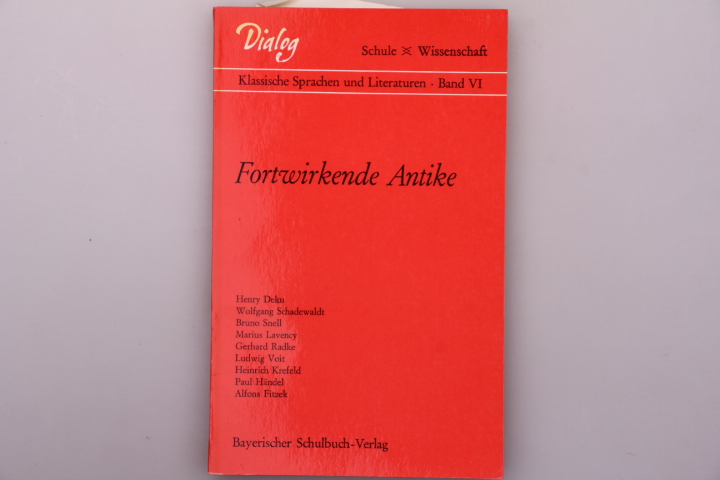 Dialog
Schule Wissenschaft
Klassische Sprachen und Literaturen · Band VI
Fortwirkende Antike
Henry Deku
Wolfgang Schadewaldt
Bruno Snell
Marius Lavency
Gerhard Radke
Ludwig Voit
Heinrich Krefeld
Paul Händel
Alfons Fitzek
Bayerischer Schulbuch-Verlag